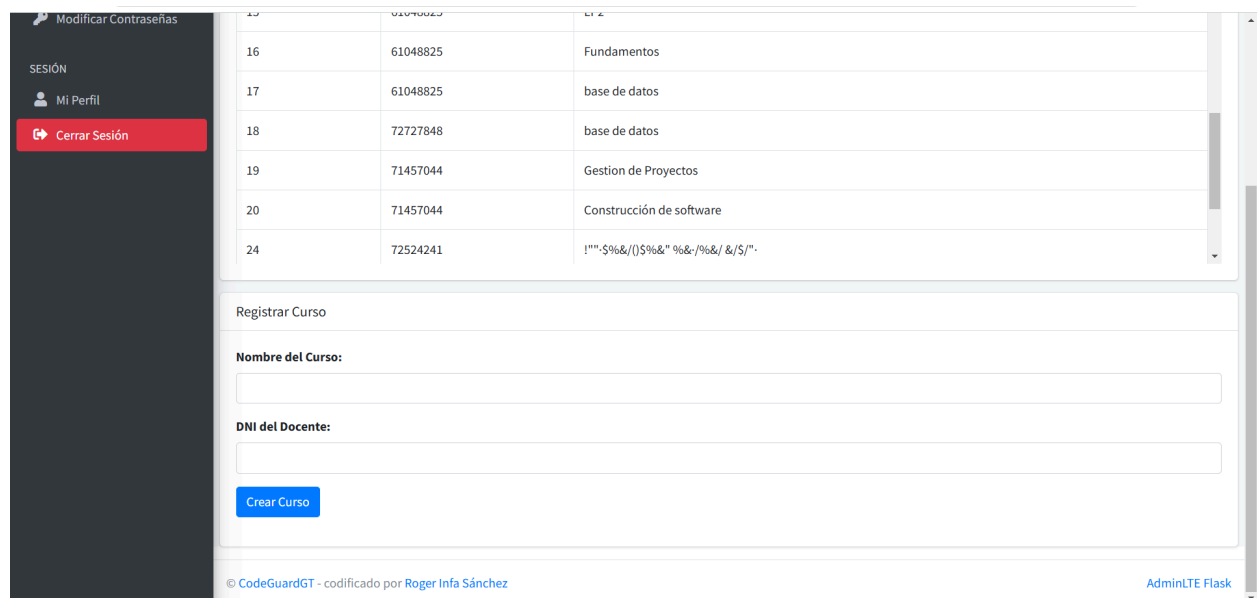 Modificar Contraseñas
SESIÓN
Mi Perfil
Cerrar Sesión
16 61048825 Fundamentos
17 61048825 base de datos
18 72727848 base de datos
19 71457044 Gestion de Proyectos
20 71457044 Construcción de software
24 72524241 !""·$%&/()$%&" %&·/%&/ &/$/"·
Registrar Curso
Nombre del Curso:
DNI del Docente:
Crear Curso
© CodeGuardGT - codificado por Roger Infa Sánchez
AdminLTE Flask